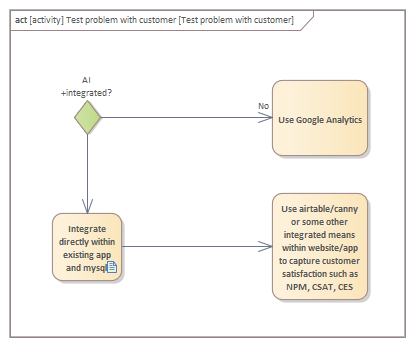 act [activity] Test problem with customer [Test problem with customer]
AI
+integrated?
No
Use Google Analytics
Integrate
directly within
existing app
and mysql
Use airtable/canny
or some other
integrated means
within website/app
to capture customer
satisfaction such as
NPM, CSAT, CES